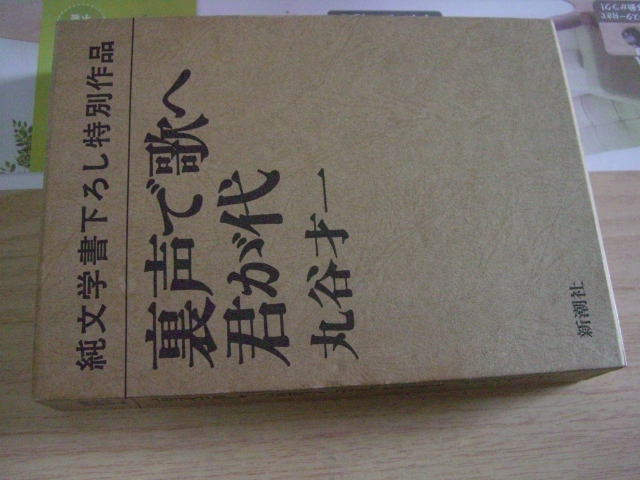 純文学書下ろし特別作品
裏声で歌へ
君が代
丸谷才一
新潮社